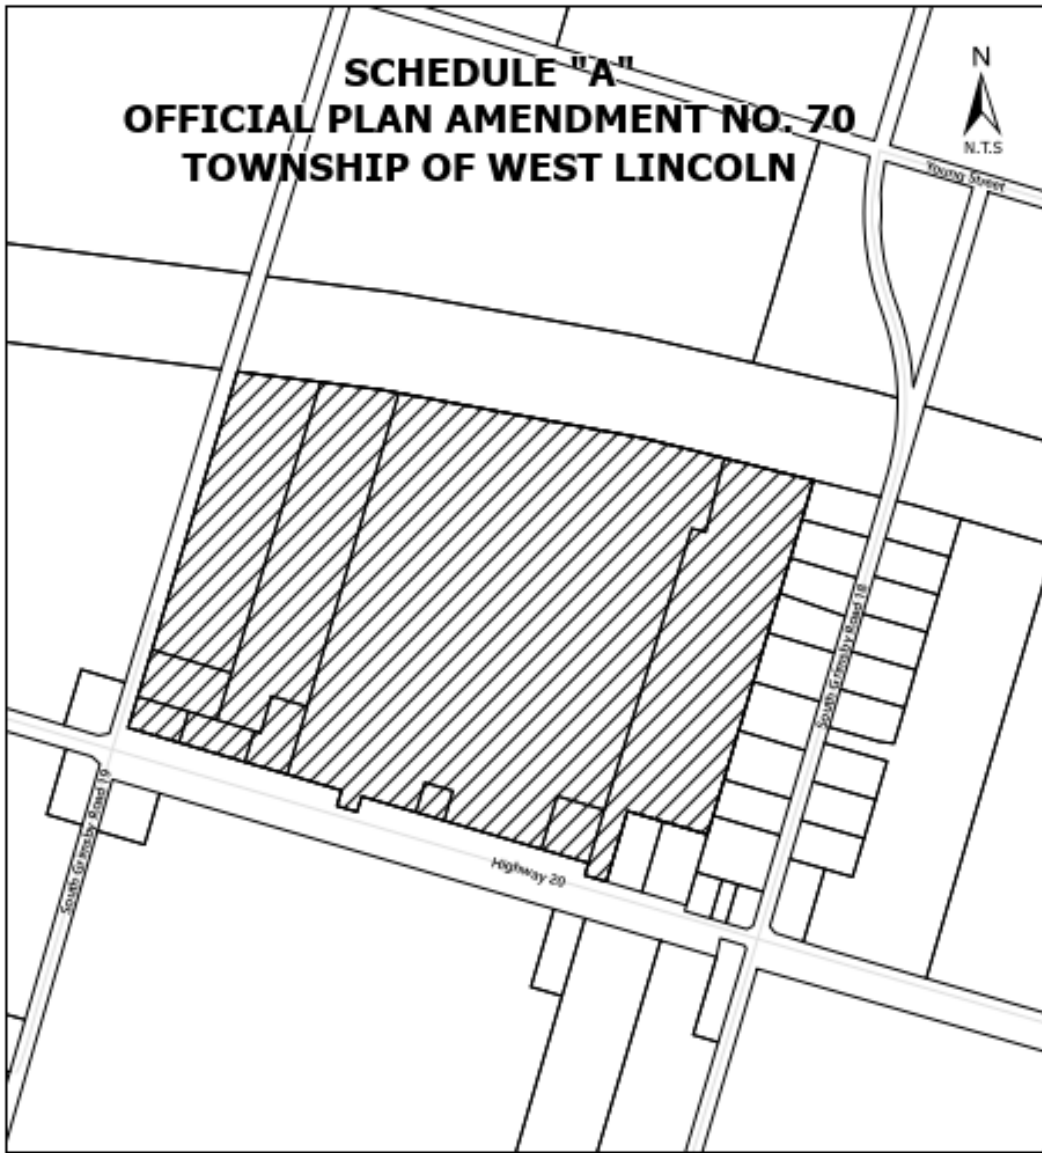 SCHEDULE "A"
OFFICIAL PLAN AMENDMENT NO. 70
TOWNSHIP OF WEST LINCOLN
N
N.T.S
Young Street
South Grimsby Road 18
South Grimsby Road 19
Highway 20